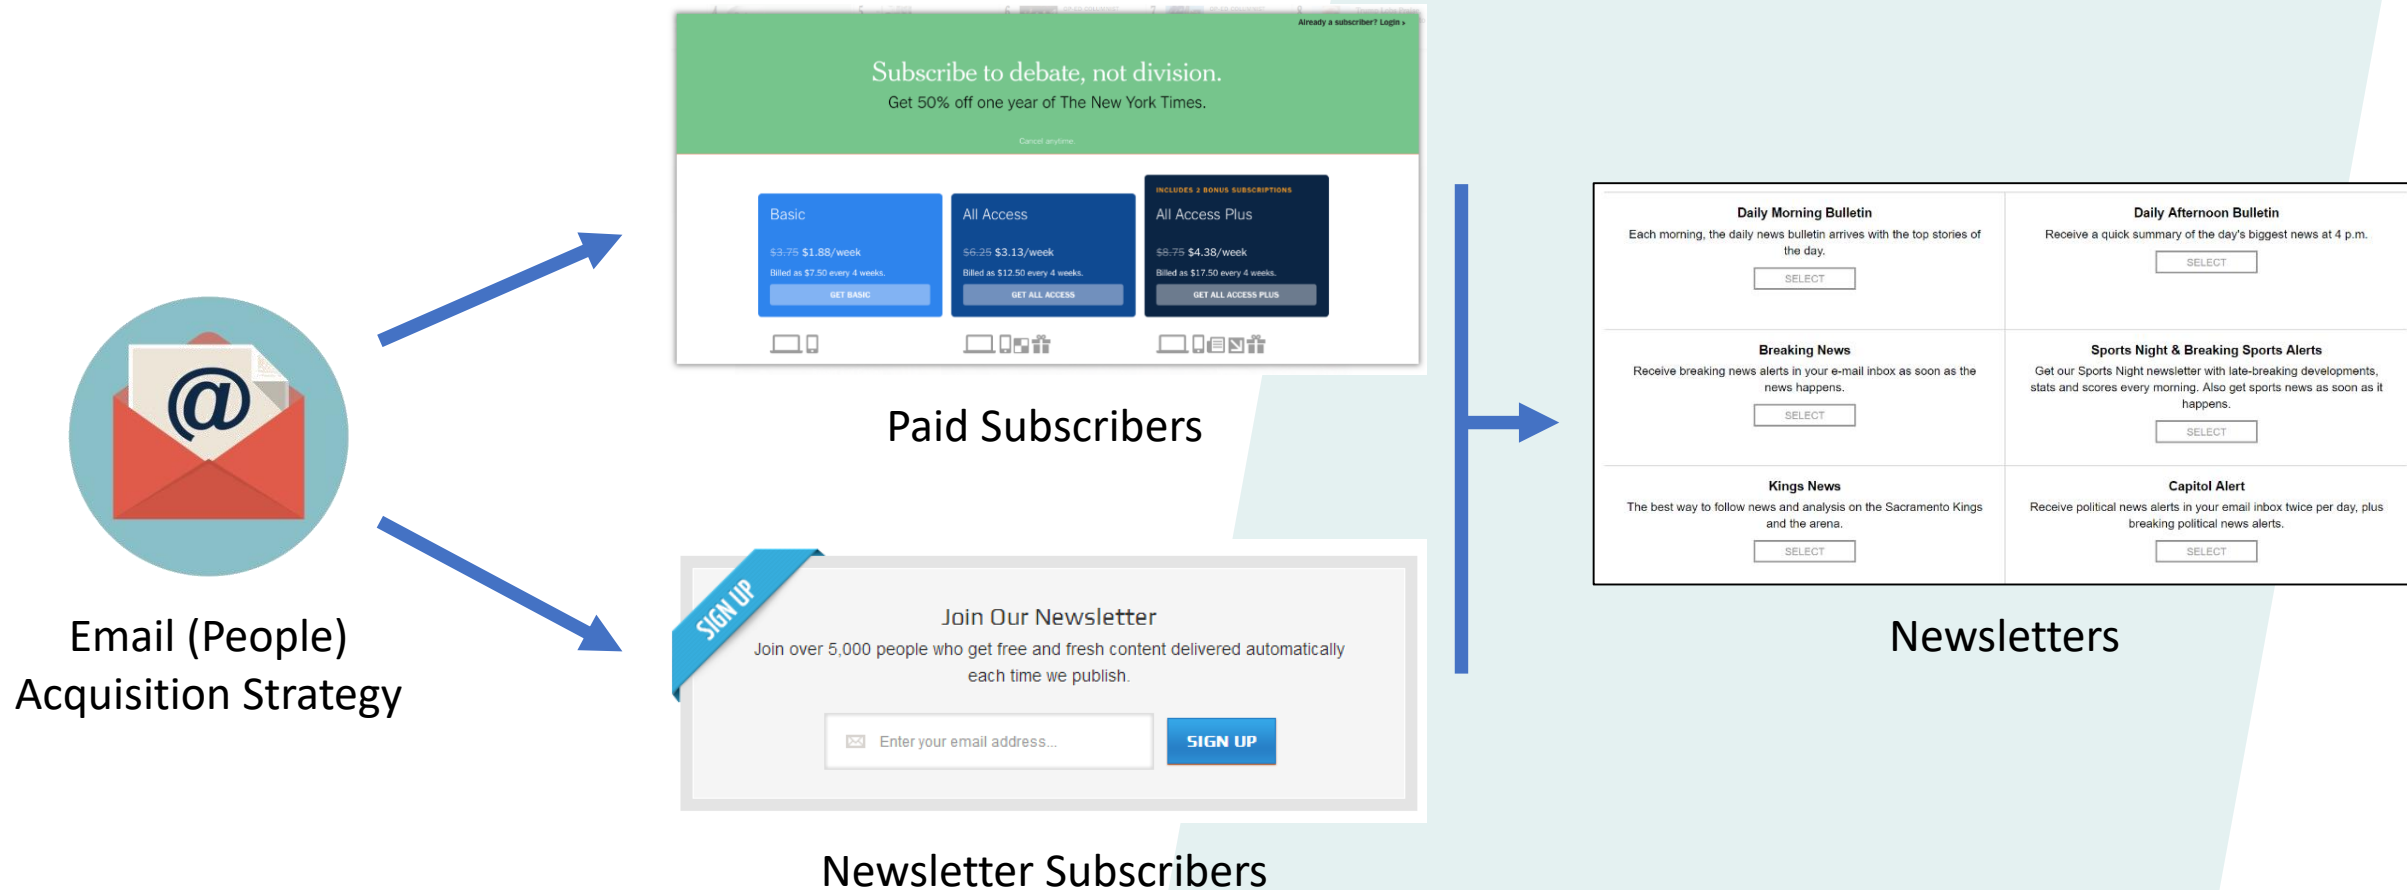 Already a subscriber? Login ›
Subscribe to debate, not division.
Get 50% off one year of The New York Times.
Cancel anytime.
INCLUDES 2 BONUS SUBSCRIPTIONS
Basic
$3.75 $1.88/week
Billed as $7.50 every 4 weeks.
GET BASIC
All Access
$6.25 $3.13/week
Billed as $12.50 every 4 weeks.
GET ALL ACCESS
All Access Plus
$8.75 $4.38/week
Billed as $17.50 every 4 weeks.
GET ALL ACCESS PLUS
Paid Subscribers
@
Email (People)
Acquisition Strategy
SIGN UP
Join Our Newsletter
Join over 5,000 people who get free and fresh content delivered automatically
each time we publish.
Enter your email address...
SIGN UP
Newsletter Subscribers
Daily Morning Bulletin
Each morning, the daily news bulletin arrives with the top stories of
the day.
SELECT
Daily Afternoon Bulletin
Receive a quick summary of the day's biggest news at 4 p.m.
SELECT
Breaking News
Receive breaking news alerts in your e-mail inbox as soon as the
news happens.
SELECT
Sports Night & Breaking Sports Alerts
Get our Sports Night newsletter with late-breaking developments,
stats and scores every morning. Also get sports news as soon as it
happens.
SELECT
Kings News
The best way to follow news and analysis on the Sacramento Kings
and the arena.
SELECT
Capitol Alert
Receive political news alerts in your email inbox twice per day, plus
breaking political news alerts.
SELECT
Newsletters